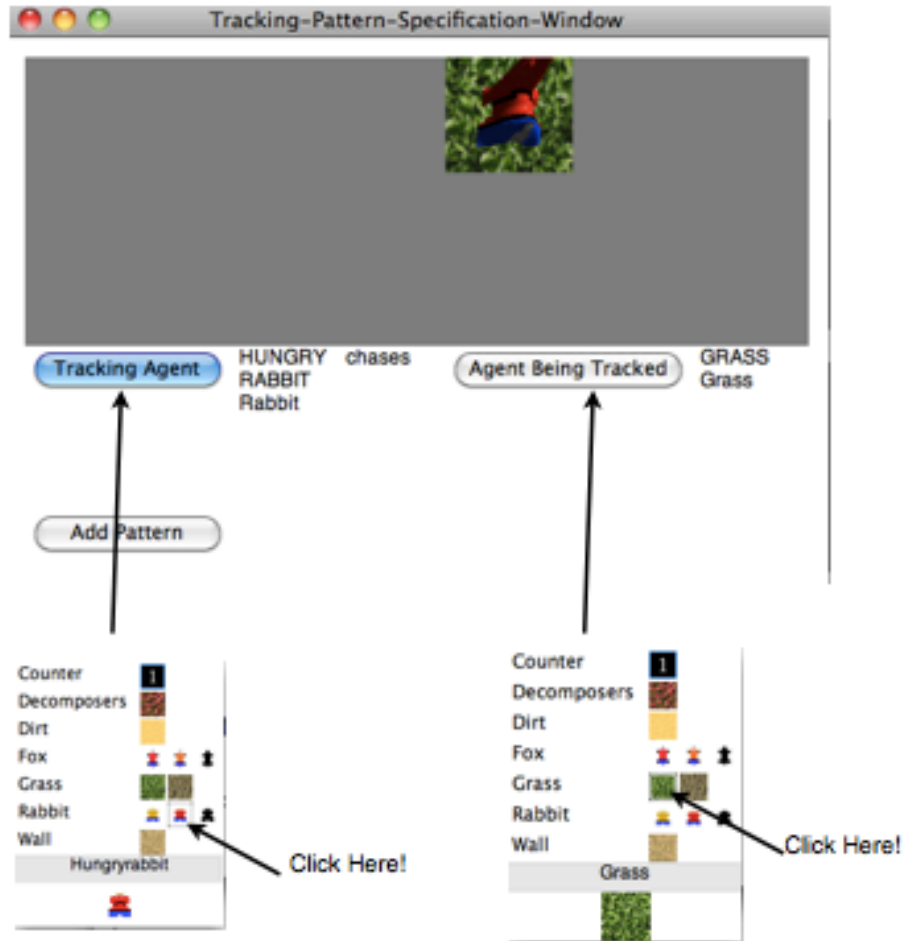 Tracking-Pattern-Specification-Window
Tracking Agent
HUNGRY chases
RABBIT
Rabbit
Agent Being Tracked
GRASS
Grass
Add Pattern
Counter 1
Decomposers
Dirt
Fox
Grass
Rabbit
Wall
Hungryrabbit
Click Here!
Counter 1
Decomposers
Dirt
Fox
Grass
Rabbit
Wall
Grass
Click Here!